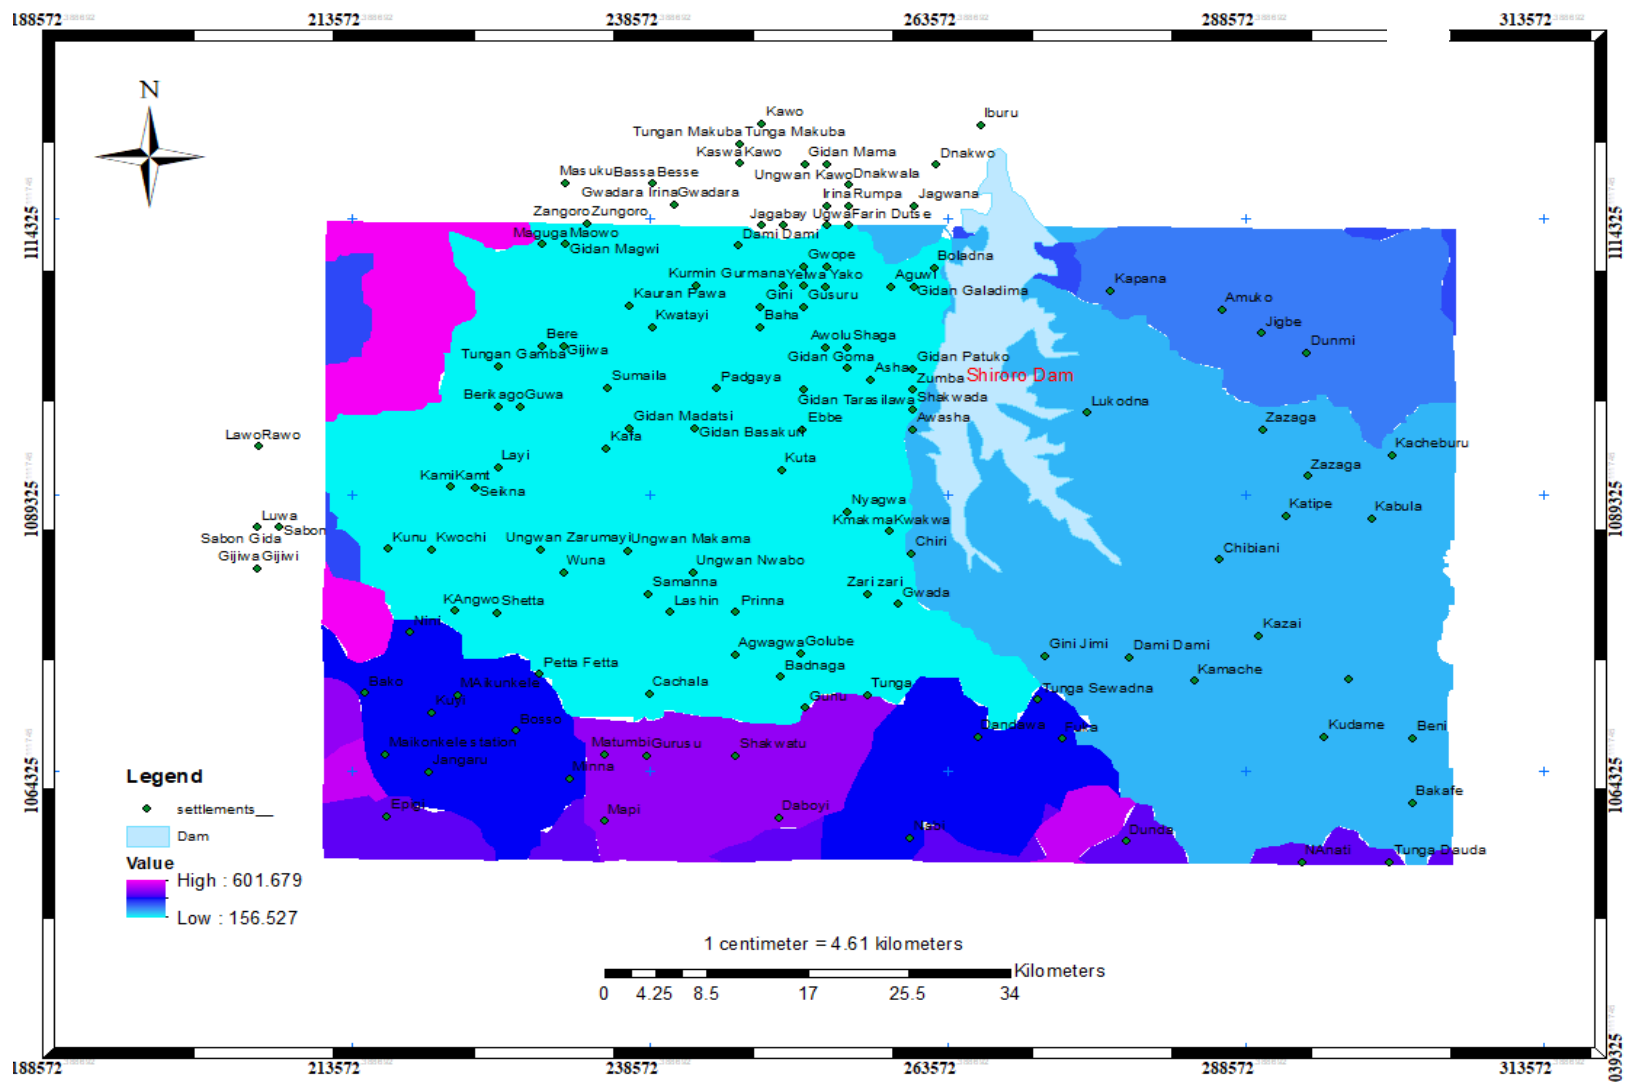 188572 213572 238572 263572 288572 313572
N
Kawo
Iburu
Tungan Makuba Tunga Makuba
Kaswa Kawo
Gidan Mama
Dnakwo
Masuku Bassa Besse
Ungwan Kawo Dnakwala
Gwadara Irina Gwadara
Irina Rumpa
Jagwana
Zangoro Zungoro
Jagabay Ugwa Farin Dutse
1114325
1114325
Maguga Maowo
Gidan Magwi
Dami Dami
Gwope
Boladna
Kurmin Gurmana Yelwa Yako
Aguwi
Kapana
Kauran Pawa
Gini
Gusuru
Gidan Galadima
Amuko
Kwatayi
Baha
Jigbe
Bere
Awolu Shaga
Dunmi
Tungan Gamba Gijiwa
Gidan Goma
Gidan Patuko
Sumaila
Padgaya
Asha
Zumba
Shiroro Dam
Berikago Guwa
Gidan Tarasilawa
Shakwada
Lukodna
Gidan Madatsi
Gidan Basakun
Ebbe
Awasha
Zazaga
LawoRawo
Kafa
Kacheburu
Layi
Kuta
Zazaga
KamiKamt
Seikna
1089325
1089325
Nyagwa
Katipe
Kabula
Luwa
Sabon
Sabon Gida
Kmakma Kwakwa
Gijiwa Gijiwi
Kunu
Kwochi
Ungwan Zarumayi
Ungwan Makama
Chiri
Chibiani
Wuna
Ungwan Nwabo
Samanna
Zari zari
Gwada
KAngwo Shetta
Lashin
Prinna
Kazai
Agwagwa Golube
Gini Jimi
Dami Dami
Petta Fetta
Badnaga
Kamache
Bako
MAikunkele
Cachala
Tunga
Tunga Sewadna
Kuyi
Gunu
Bosso
Dandawa
Kudame
Beni
Maikonkele station
Matumbi Gurusu
Shakwatu
Jangaru
Minna
1064325
1064325
Mapi
Daboyi
Bakafe
Dunda
NAnati
Tunga Dauda
Legend
settlements__
Dam
Value
High : 601.679
Low : 156.527
1 centimeter = 4.61 kilometers
Kilometers
0 4.25 8.5 17 25.5 34
039325
188572 213572 238572 263572 288572 313572